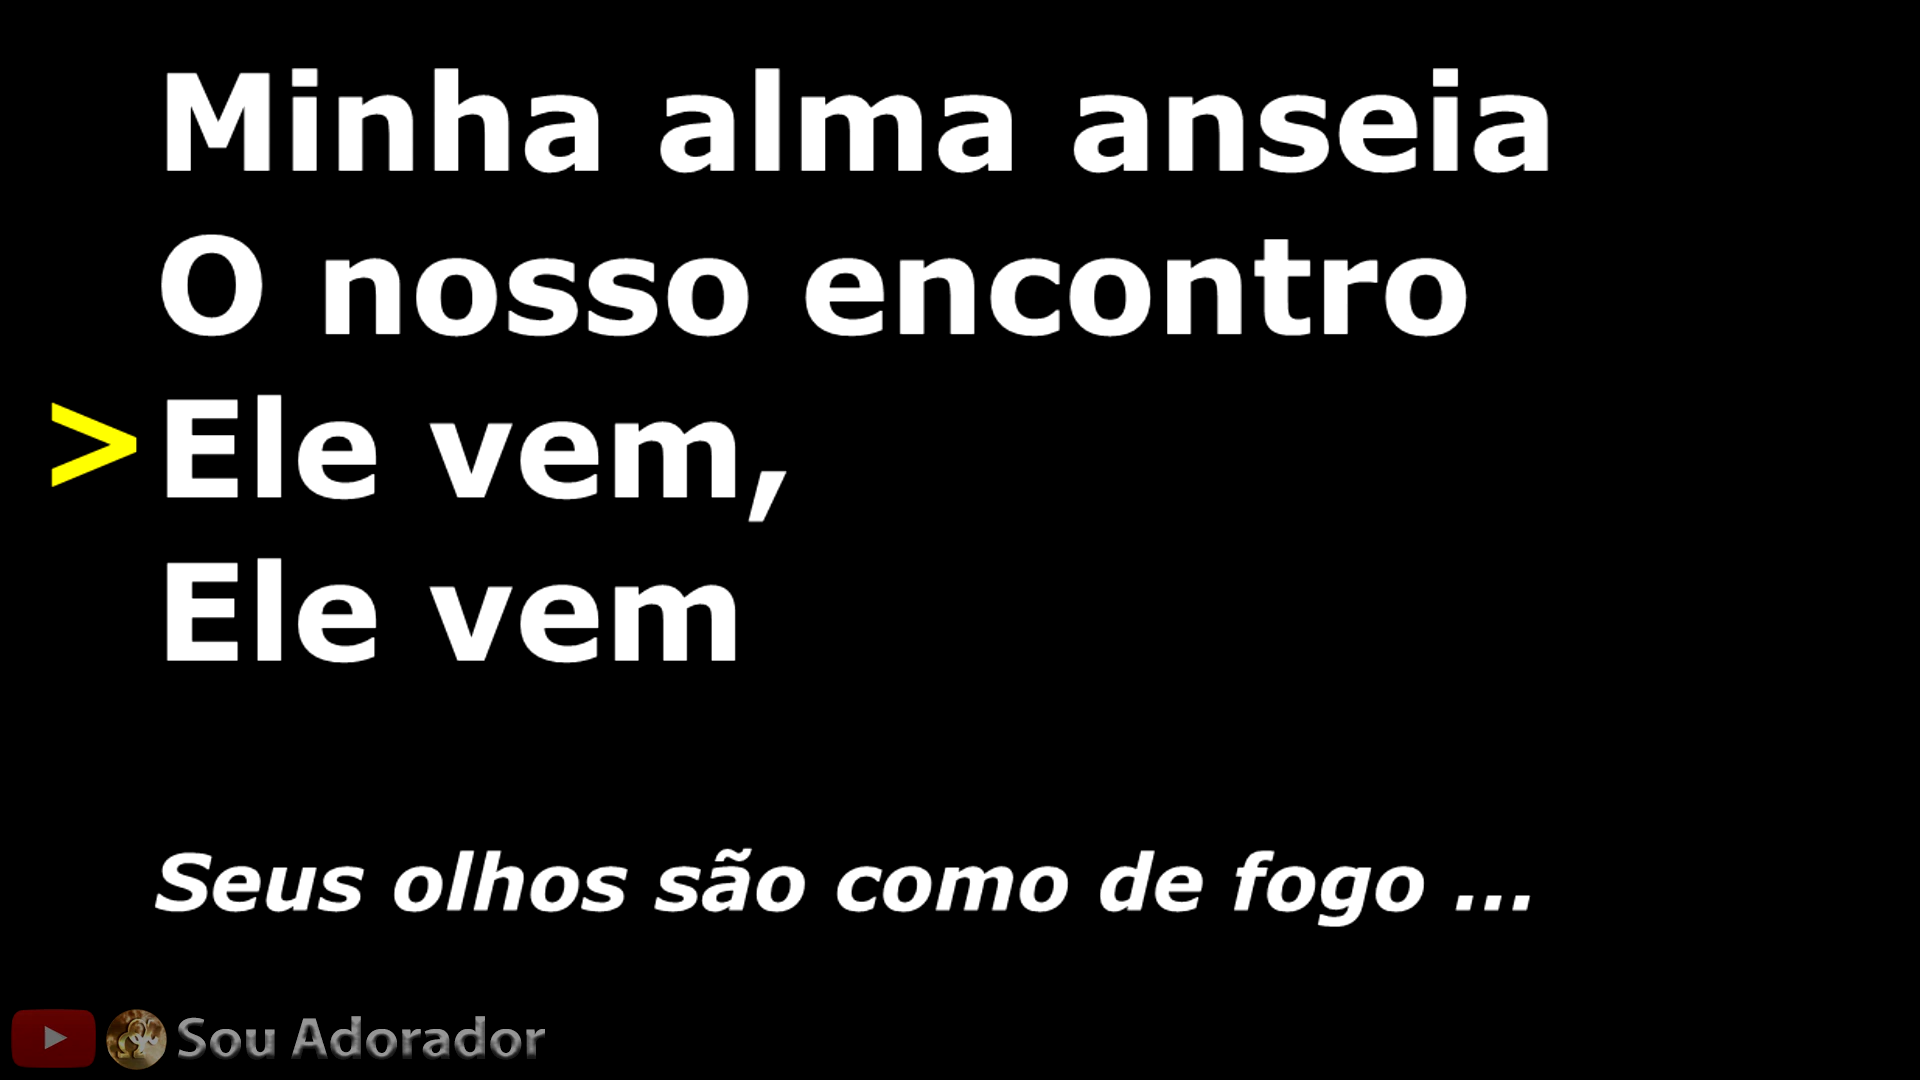 Minha alma anseia
O nosso encontro
>Ele vem,
Ele vem
Seus olhos são como de fogo ...
Sou Adorador